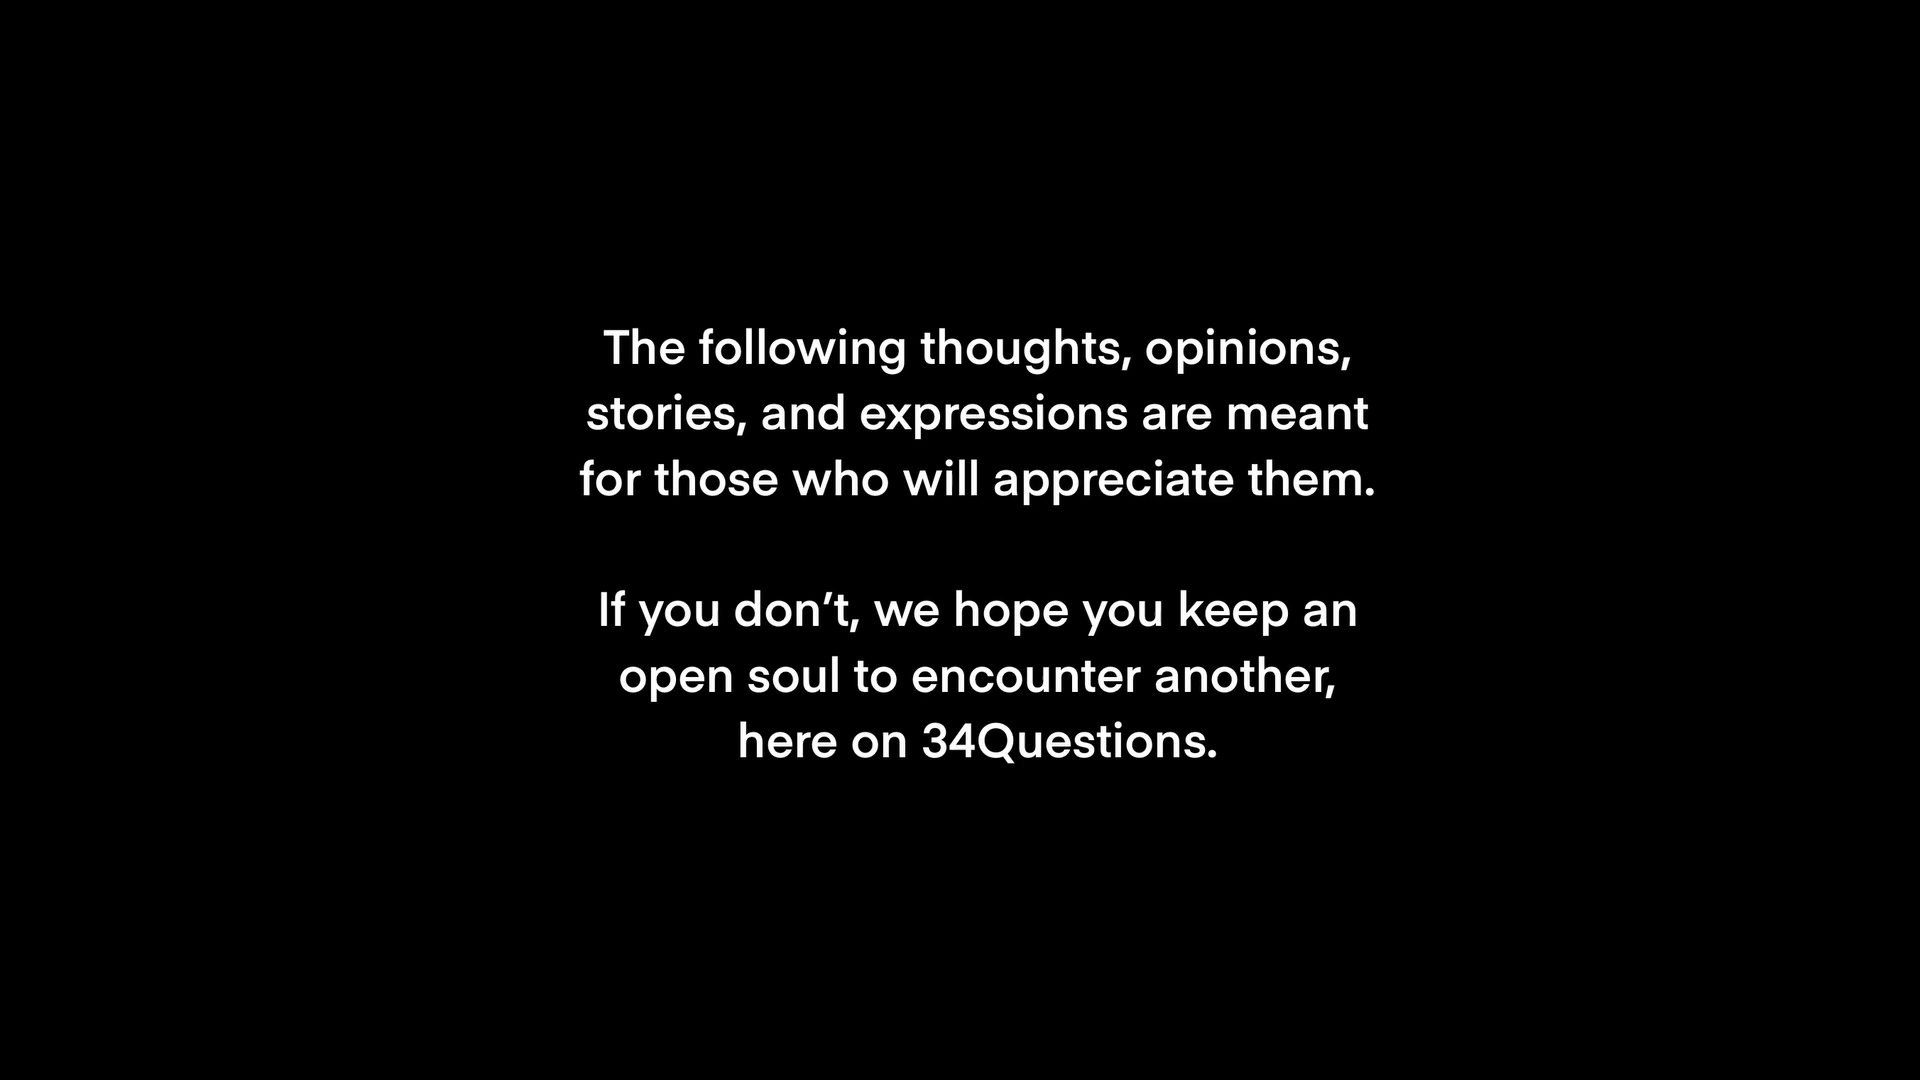 The following thoughts, opinions,
stories, and expressions are meant
for those who will appreciate them.
If you don’t, we hope you keep an
open soul to encounter another,
here on 34Questions.